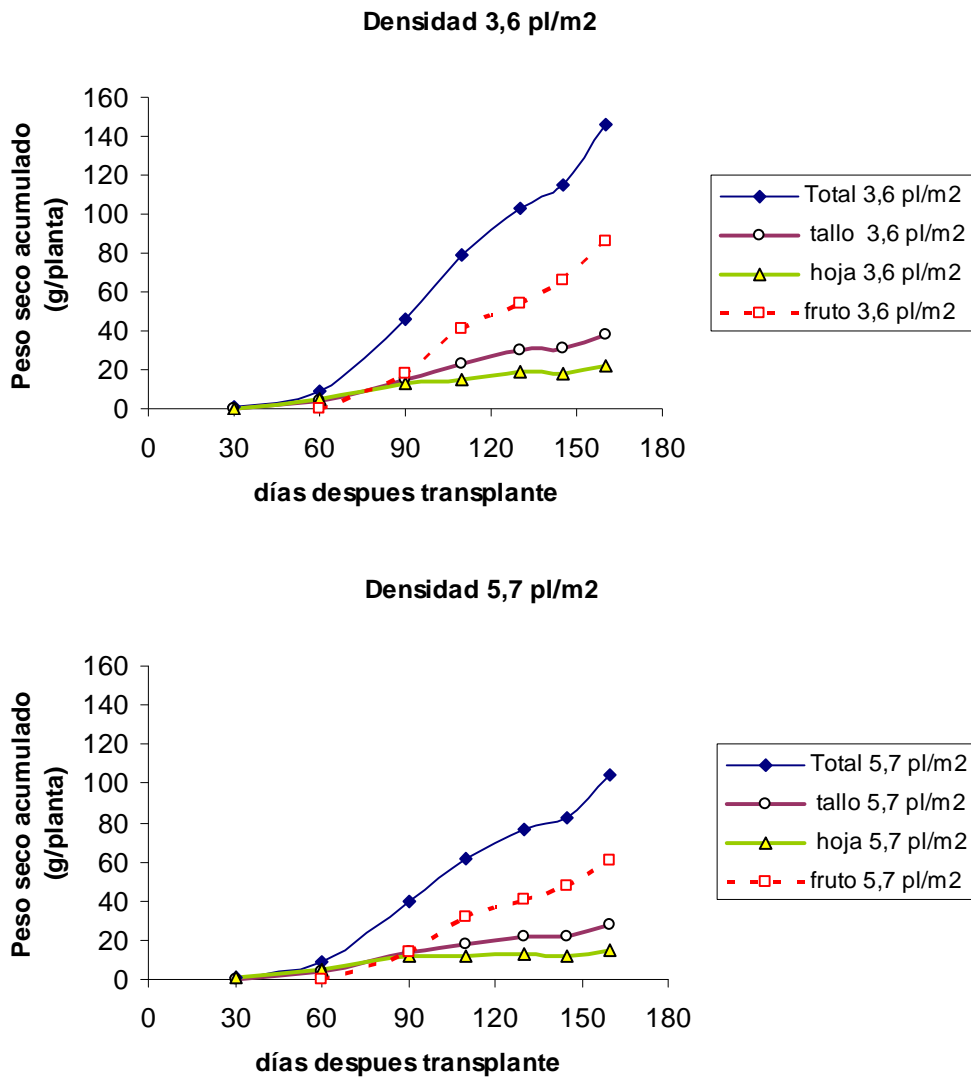 Densidad 3,6 pl/m2
Peso seco acumulado
(g/planta)
160
140
120
100
80
60
40
20
0
0 30 60 90 120 150 180
días despues transplante
Total 3,6 pl/m2
tallo 3,6 pl/m2
hoja 3,6 pl/m2
fruto 3,6 pl/m2
Densidad 5,7 pl/m2
Peso seco acumulado
(g/planta)
160
140
120
100
80
60
40
20
0
0 30 60 90 120 150 180
días despues transplante
Total 5,7 pl/m2
tallo 5,7 pl/m2
hoja 5,7 pl/m2
fruto 5,7 pl/m2